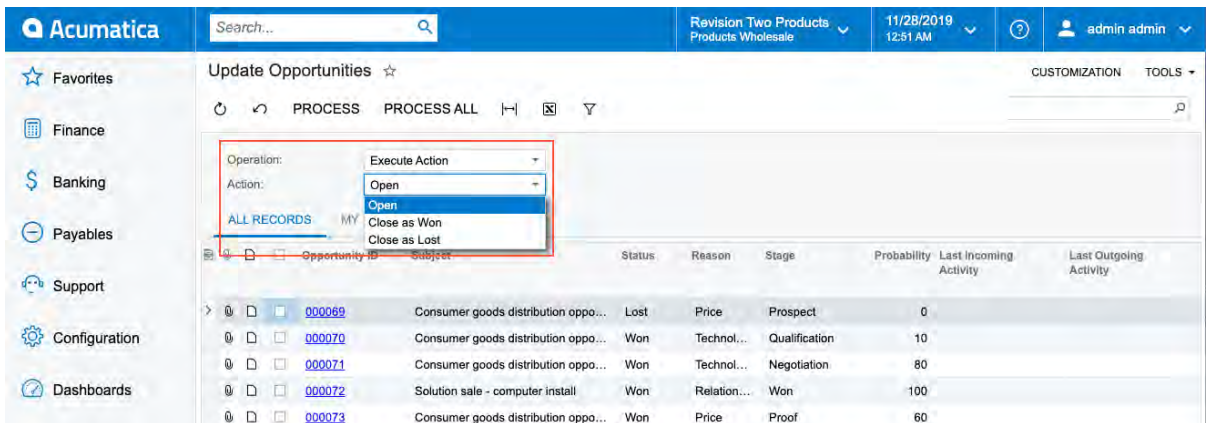 Acumatica
Search...
Revision Two Products
Products Wholesale
11/28/2019
12:51 AM
admin admin
Favorites
Finance
Banking
Payables
Support
Configuration
Dashboards
Update Opportunities
CUSTOMIZATION TOOLS
PROCESS PROCESS ALL
Operation: Execute Action
Action: Open
Open
Close as Won
Close as Lost
ALL RECORDS MY
Opportunity ID Subject Status Reason Stage Probability Last Incoming Activity Last Outgoing Activity
000069 Consumer goods distribution oppo... Lost Price Prospect 0
000070 Consumer goods distribution oppo... Won Technol... Qualification 10
000071 Consumer goods distribution oppo... Won Technol... Negotiation 80
000072 Solution sale - computer install Won Relation... Won 100
000073 Consumer goods distribution oppo... Won Price Proof 60